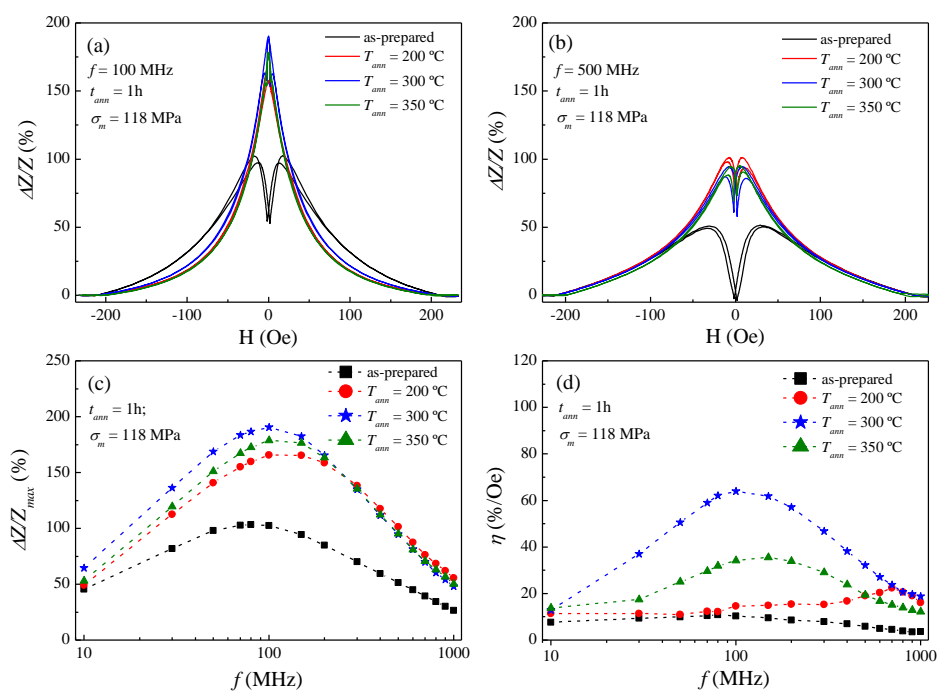 (a)
f = 100 MHz
t_ann = 1h
σ_m = 118 MPa
as-prepared
T_ann = 200 ºC
T_ann = 300 ºC
T_ann = 350 ºC
200
150
100
50
0
ΔZ/Z (%)
-200 -100 0 100 200
H (Oe)
(b)
f = 500 MHz
t_ann = 1h
σ_m = 118 MPa
as-prepared
T_ann = 200 ºC
T_ann = 300 ºC
T_ann = 350 ºC
200
150
100
50
0
ΔZ/Z (%)
-200 -100 0 100 200
H (Oe)
(c)
t_ann = 1h;
σ_m = 118 MPa
as-prepared
T_ann = 200 ºC
T_ann = 300 ºC
T_ann = 350 ºC
250
200
150
100
50
0
ΔZ/Z_max (%)
10 100 1000
f (MHz)
(d)
t_ann = 1h
σ_m = 118 MPa
as-prepared
T_ann = 200 ºC
T_ann = 300 ºC
T_ann = 350 ºC
120
100
80
60
40
20
0
η (%/Oe)
10 100 1000
f (MHz)